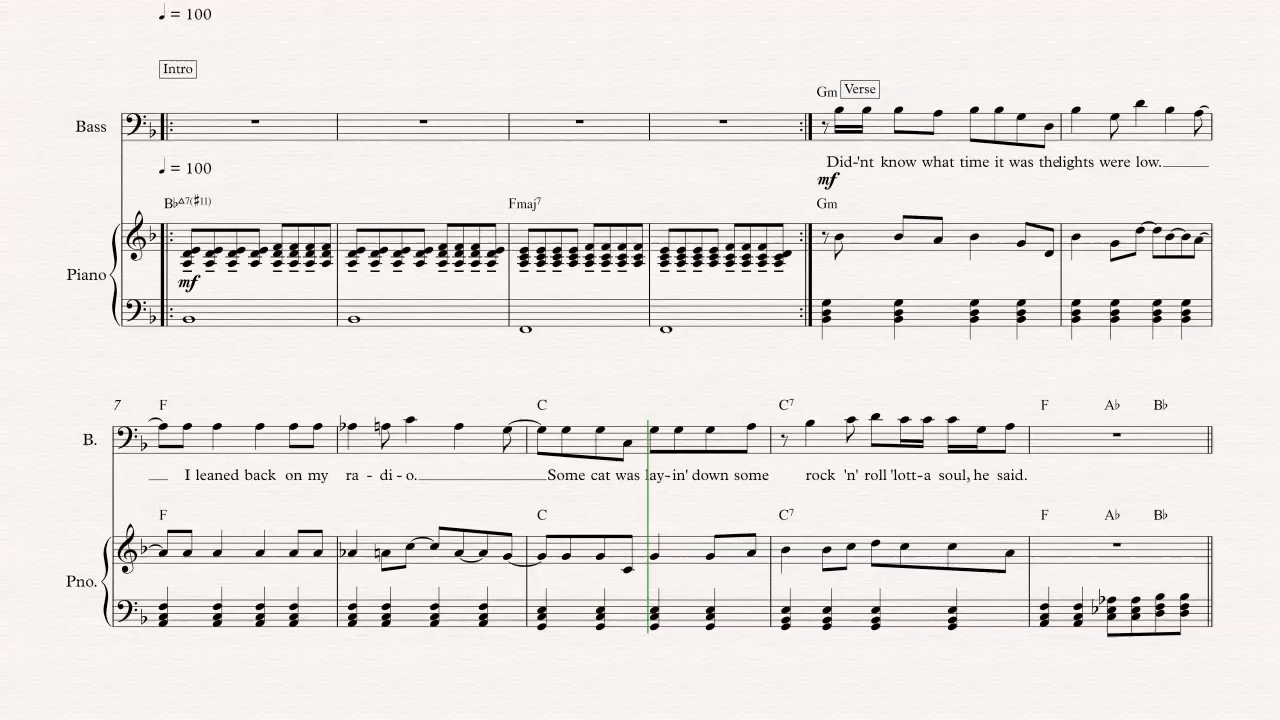 ♩ = 100
Intro
Gm Verse
Bass
Did-'nt know what time it was the lights were low.
♩ = 100
mf
B♭△7(♯11) Fmaj7 Gm
Piano
mf
7 F C C7 F A♭ B♭
B.
I leaned back on my ra - di - o. Some cat was lay-in' down some rock 'n' roll 'lott-a soul, he said.
F C C7 F A♭ B♭
Pno.